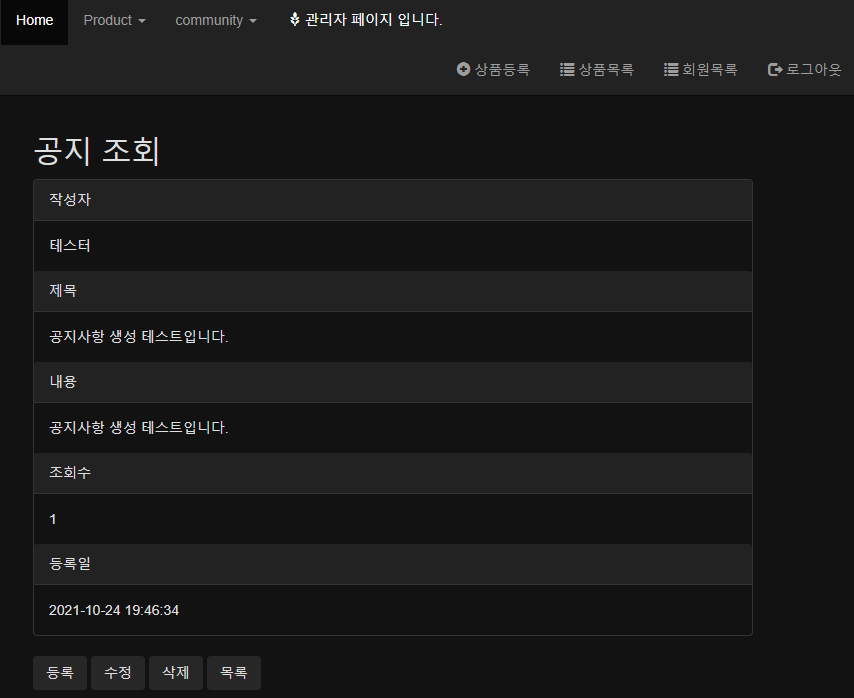 Home Product community 관리자 페이지 입니다.
상품등록 상품목록 회원목록 로그아웃
공지 조회
작성자
테스터
제목
공지사항 생성 테스트입니다.
내용
공지사항 생성 테스트입니다.
조회수
1
등록일
2021-10-24 19:46:34
등록 수정 삭제 목록